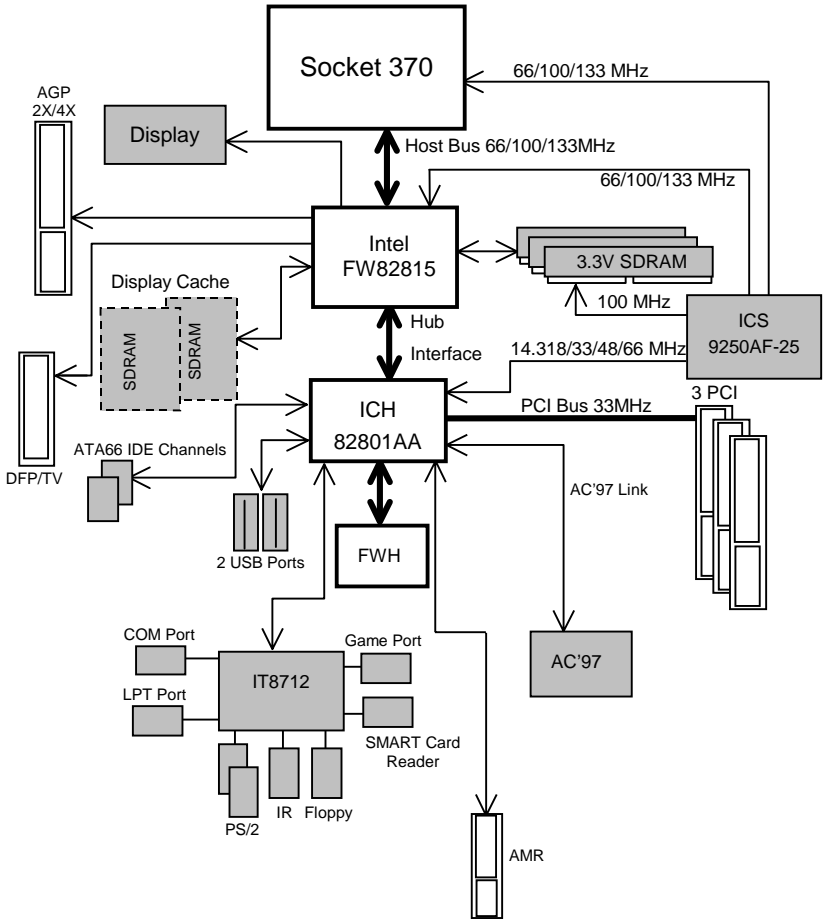 Socket 370
66/100/133 MHz
AGP
2X/4X
Display
Host Bus 66/100/133MHz
66/100/133 MHz
Intel
FW82815
3.3V SDRAM
Display Cache
SDRAM
SDRAM
100 MHz
ICS
9250AF-25
Hub
Interface
14.318/33/48/66 MHz
3 PCI
ICH
82801AA
PCI Bus 33MHz
ATA66 IDE Channels
DFP/TV
AC'97 Link
2 USB Ports
FWH
COM Port
Game Port
IT8712
AC'97
LPT Port
SMART Card
Reader
IR
Floppy
PS/2
AMR